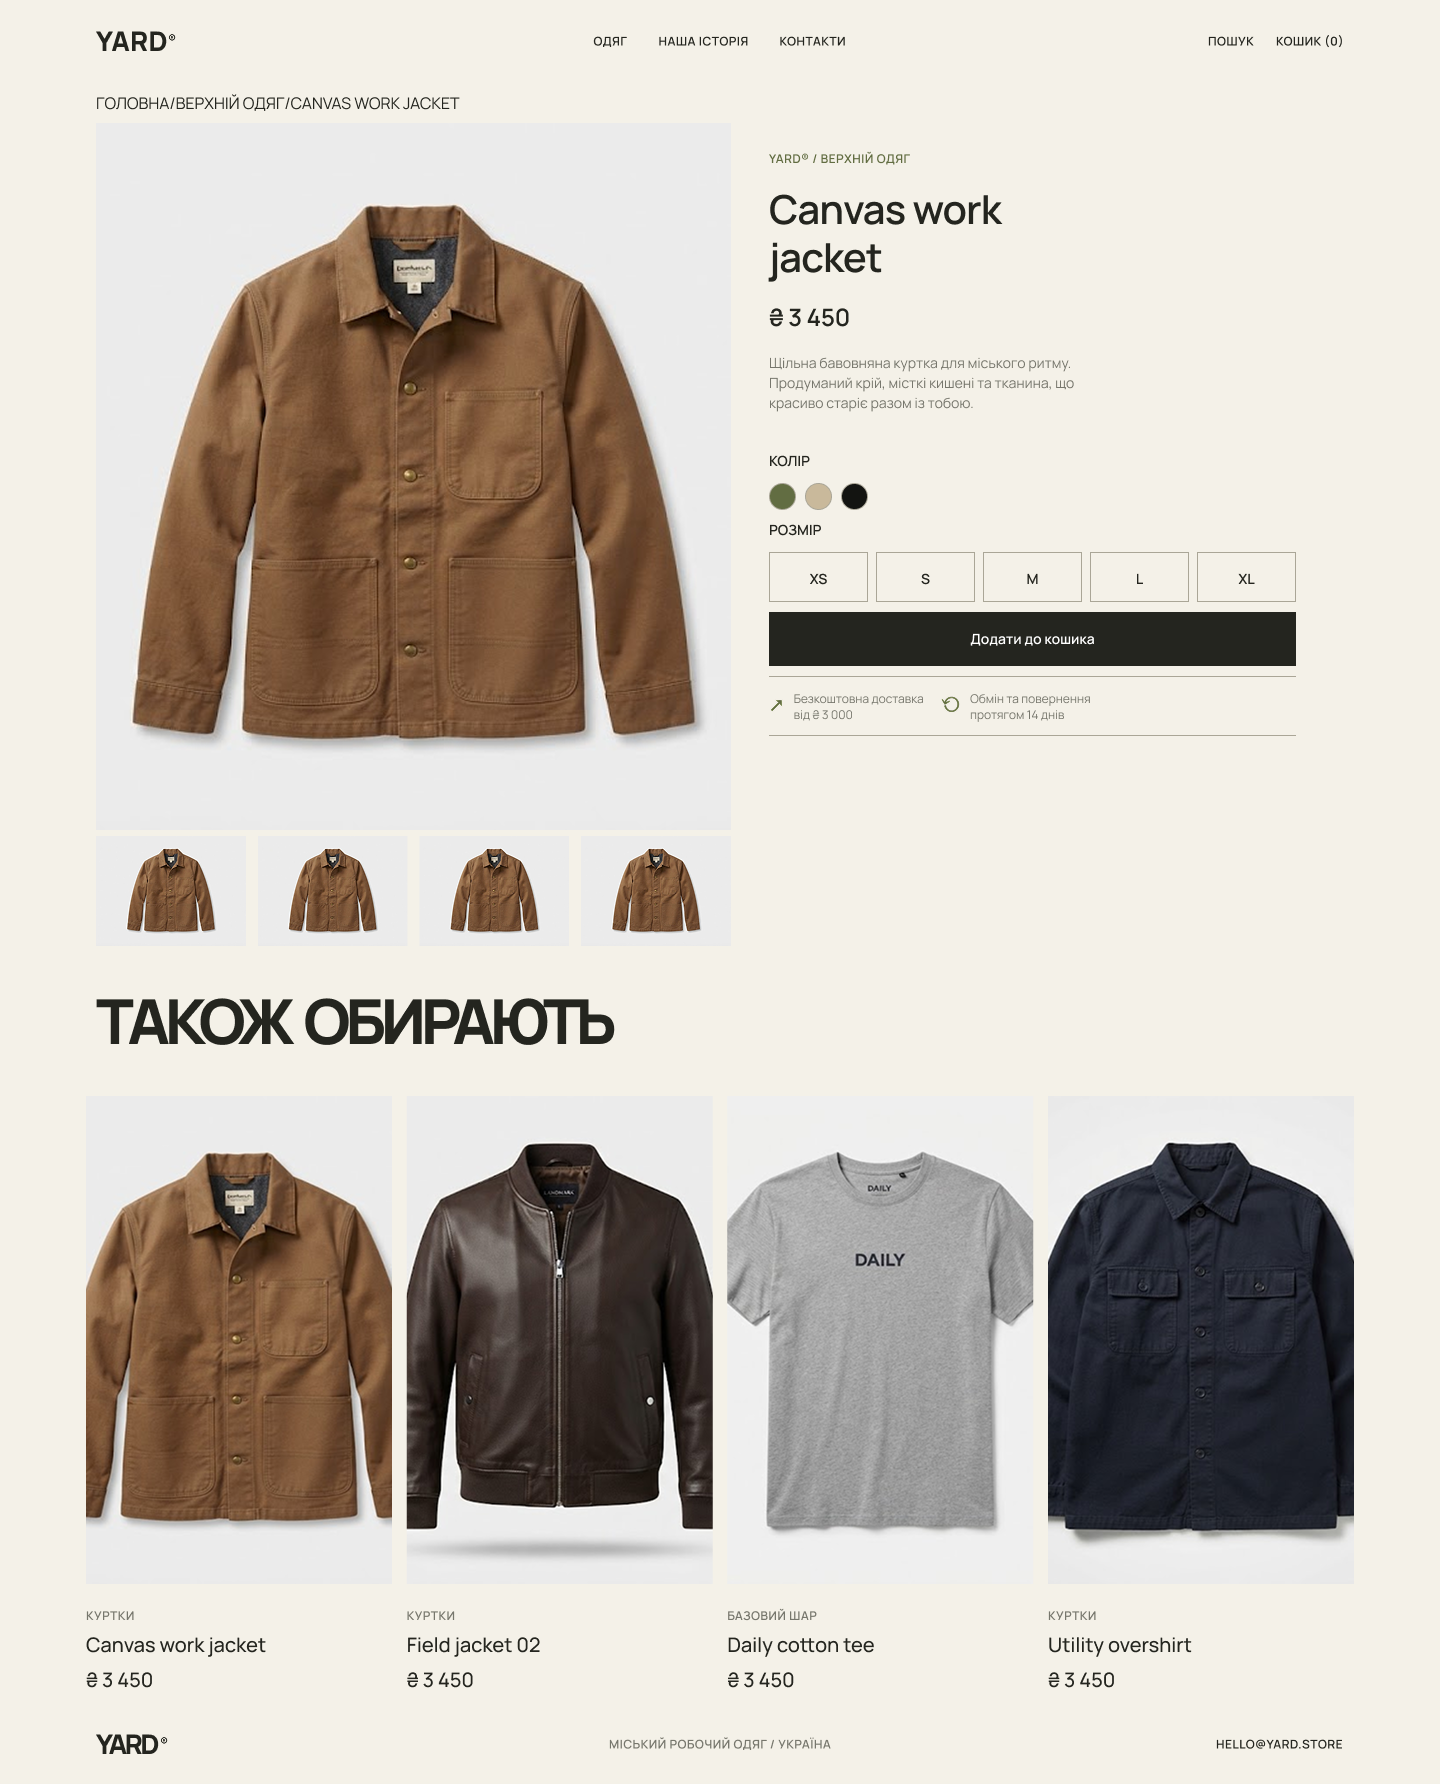 YARD®
ОДЯГ НАША ІСТОРІЯ КОНТАКТИ
ПОШУК КОШИК (0)
ГОЛОВНА/ВЕРХНІЙ ОДЯГ/CANVAS WORK JACKET
YARD® / ВЕРХНІЙ ОДЯГ
Canvas work
jacket
₴ 3 450
Щільна бавовняна куртка для міського ритму.
Продуманий крій, місткі кишені та тканина, що
красиво старіє разом із тобою.
КОЛІР
РОЗМІР
XS S M L XL
Додати до кошика
Безкоштовна доставка
від ₴ 3 000
Обмін та повернення
протягом 14 днів
ТАКОЖ ОБИРАЮТЬ
DAILY
DAILY
КУРТКИ
Canvas work jacket
₴ 3 450
КУРТКИ
Field jacket 02
₴ 3 450
БАЗОВИЙ ШАР
Daily cotton tee
₴ 3 450
КУРТКИ
Utility overshirt
₴ 3 450
YARD®
МІСЬКИЙ РОБОЧИЙ ОДЯГ / УКРАЇНА
HELLO@YARD.STORE